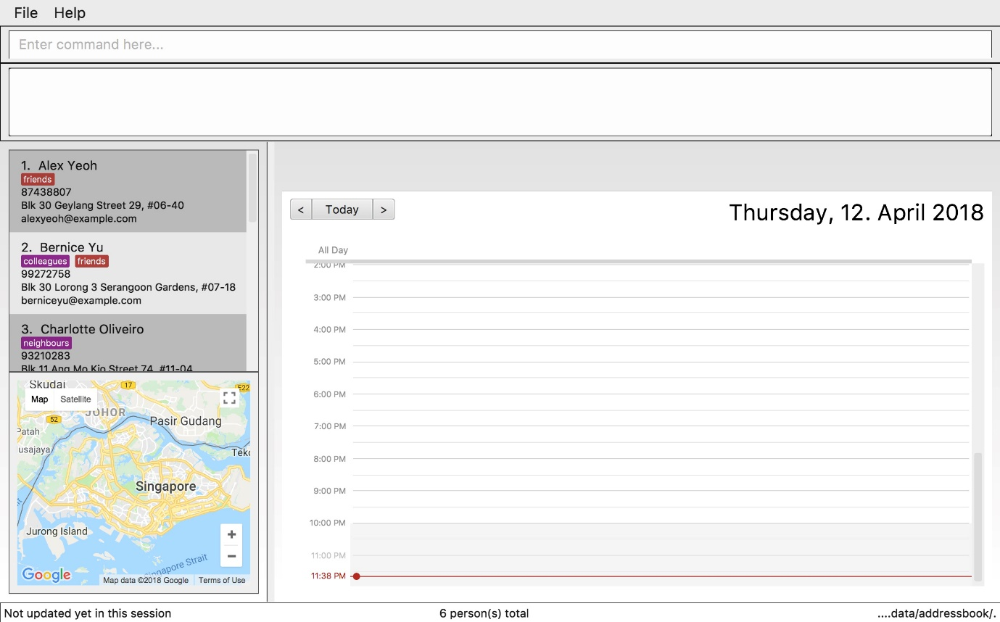 File Help
Enter command here...
1. Alex Yeoh
friends
87438807
Blk 30 Geylang Street 29, #06-40
alexyeoh@example.com
2. Bernice Yu
colleagues friends
99272758
Blk 30 Lorong 3 Serangoon Gardens, #07-18
berniceyu@example.com
3. Charlotte Oliveiro
neighbours
93210283
Blk 11 Ang Mo Kio Street 74, #11-04
Skudai
17
E22
Map Satellite
JOHOR
52
Pasir Gudang
Patah
usajaya
Teko
Singapore
Jurong Island
+
−
Singapore Strait
Google
Map data ©2018 Google Terms of Use
< Today >
Thursday, 12. April 2018
All Day
2:00 PM
3:00 PM
4:00 PM
5:00 PM
6:00 PM
7:00 PM
8:00 PM
9:00 PM
10:00 PM
11:00 PM
11:38 PM
Not updated yet in this session
6 person(s) total
....data/addressbook/.